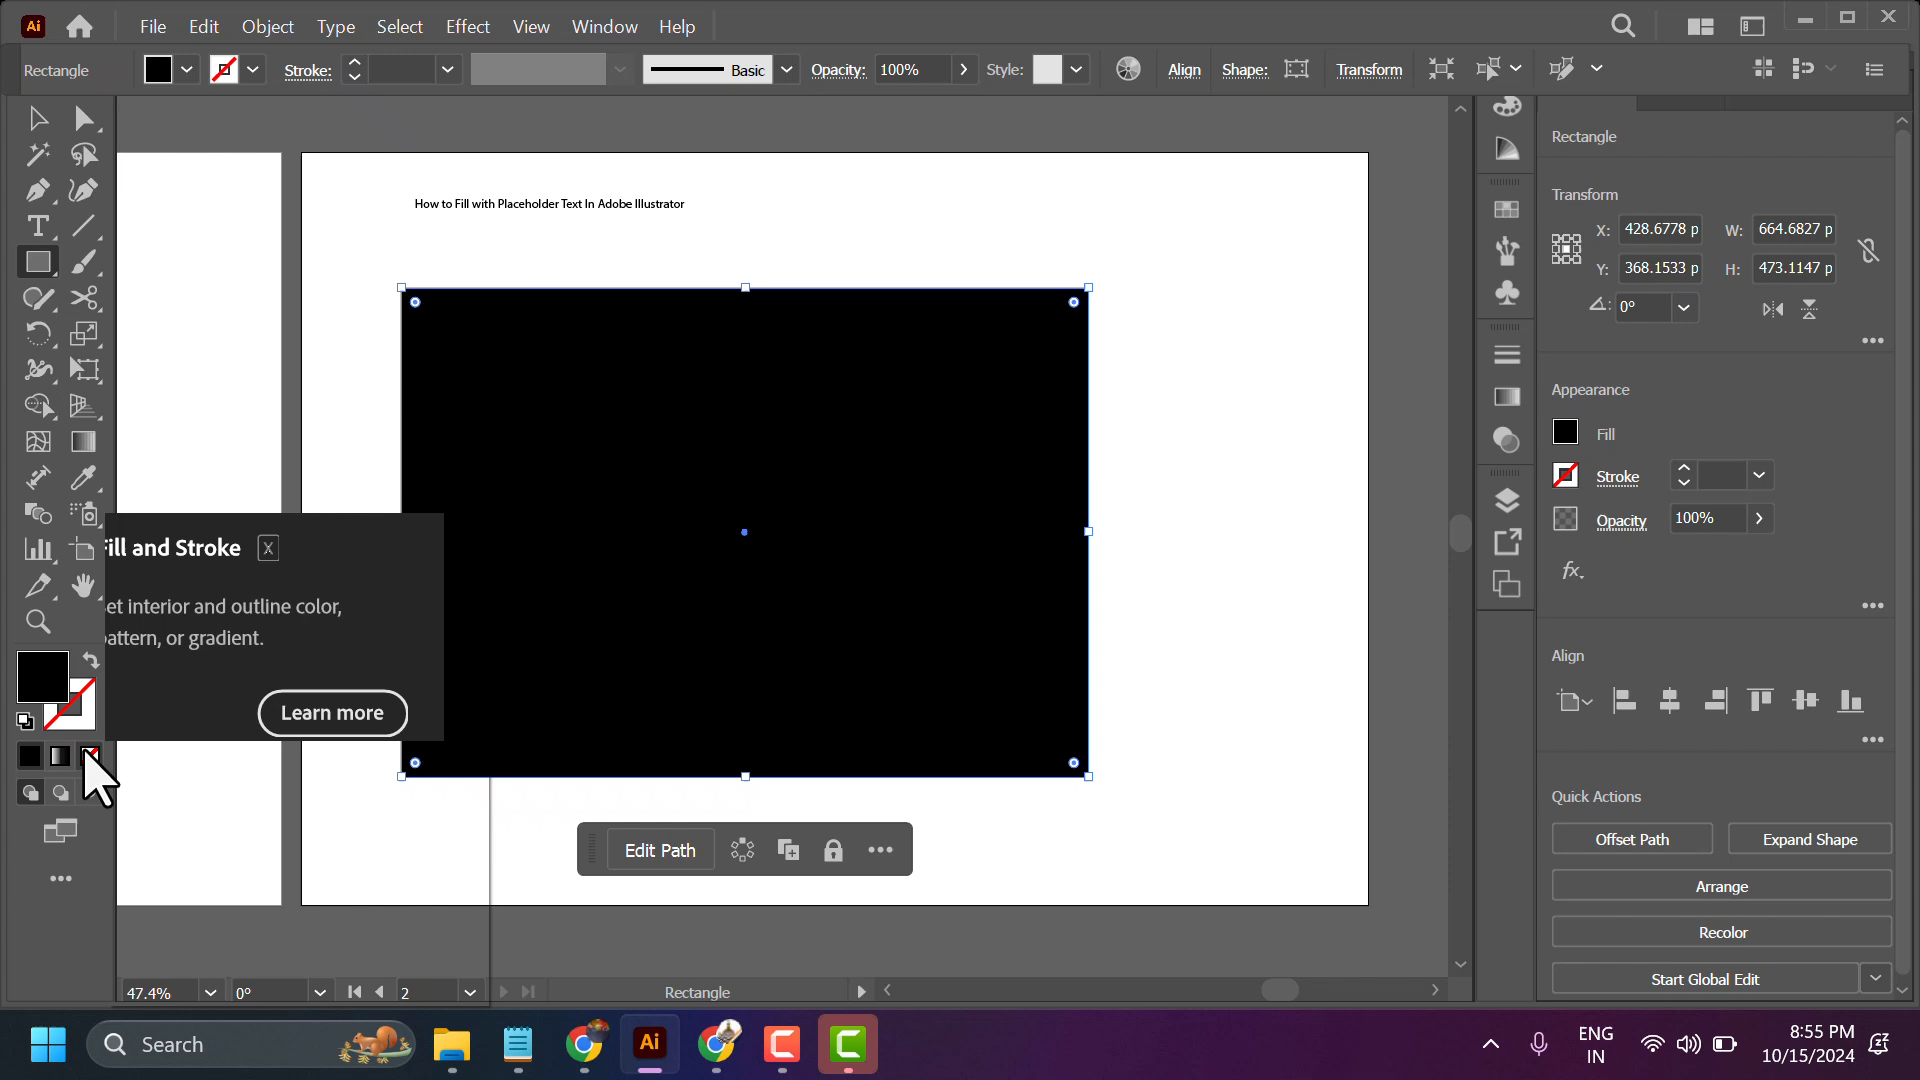 Ai File Edit Object Type Select Effect View Window Help
Rectangle Stroke: Basic Opacity: 100% Style: Align Shape: Transform
Rectangle
Transform
X: 428.6778 p W: 664.6827 p
Y: 368.1533 p H: 473.1147 p
0°
Appearance
Fill
Stroke
Opacity 100%
fx
Align
Quick Actions
Offset Path Expand Shape
Arrange
Recolor
Start Global Edit
How to Fill with Placeholder Text In Adobe Illustrator
Fill and Stroke X
et interior and outline color,
attern, or gradient.
Learn more
Edit Path
47.4% 0° 2 Rectangle
Search Ai ENG 8:55 PM
IN 10/15/2024